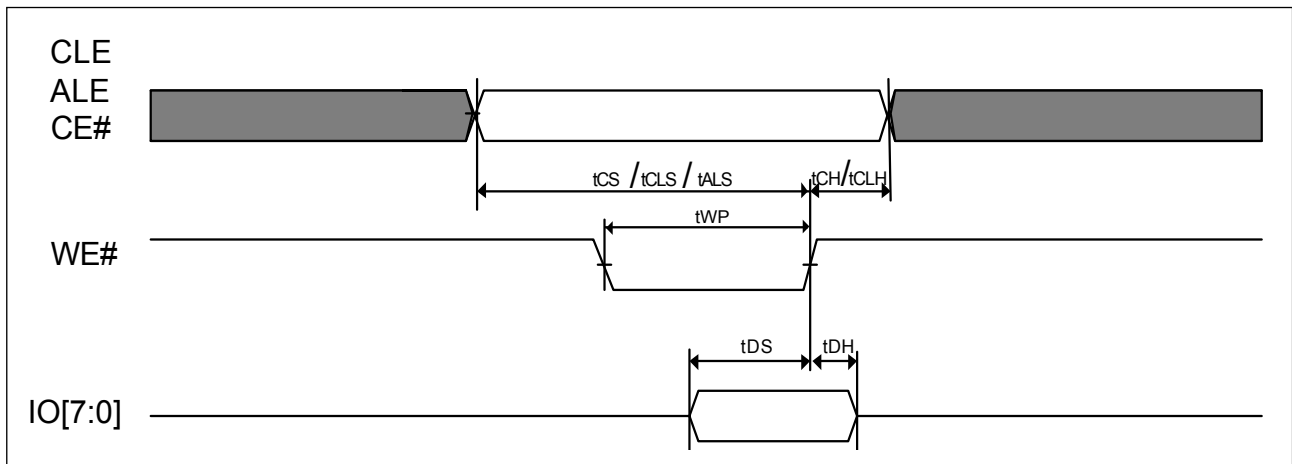 CLE
ALE
CE#
tCS /tCLS / tALS
tCH/tCLH
tWP
WE#
tDS
tDH
IO[7:0]